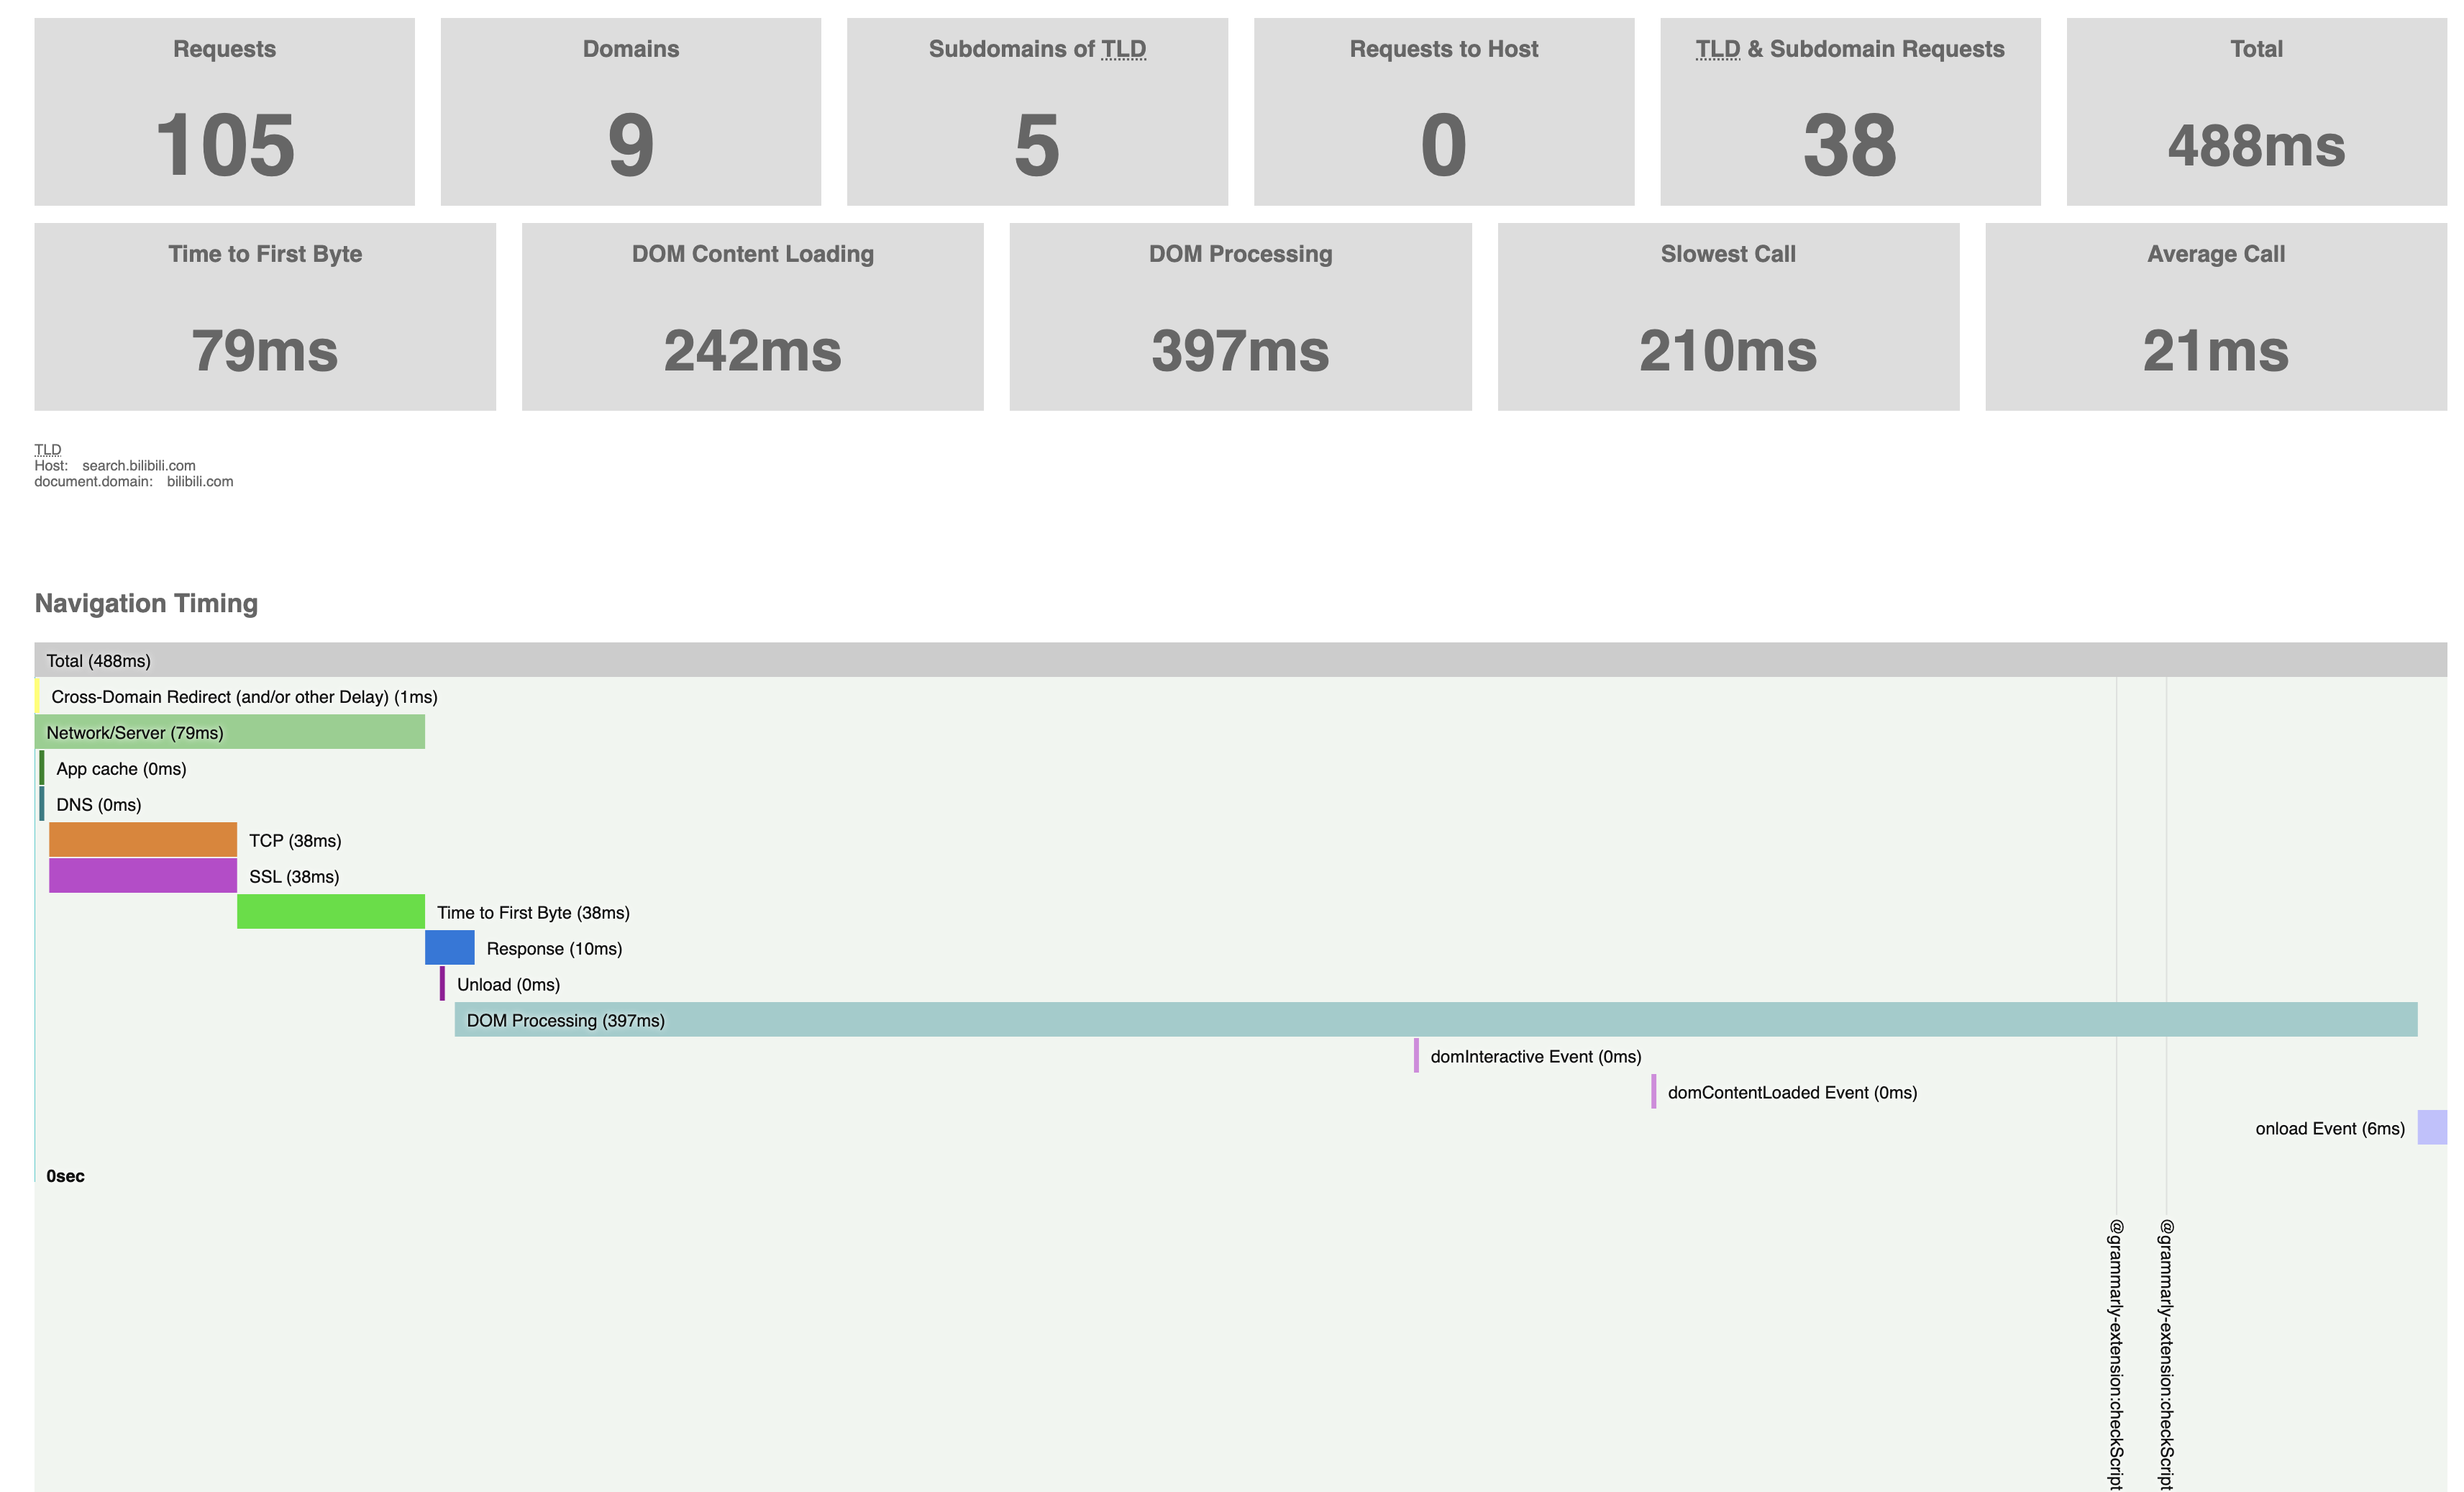 Requests
105
Domains
9
Subdomains of TLD
5
Requests to Host
0
TLD & Subdomain Requests
38
Total
488ms
Time to First Byte
79ms
DOM Content Loading
242ms
DOM Processing
397ms
Slowest Call
210ms
Average Call
21ms
TLD
Host: search.bilibili.com
document.domain: bilibili.com
Navigation Timing
Total (488ms)
Cross-Domain Redirect (and/or other Delay) (1ms)
Network/Server (79ms)
App cache (0ms)
DNS (0ms)
TCP (38ms)
SSL (38ms)
Time to First Byte (38ms)
Response (10ms)
Unload (0ms)
DOM Processing (397ms)
domInteractive Event (0ms)
domContentLoaded Event (0ms)
onload Event (6ms)
0sec
@grammarly-extension:checkScript
@grammarly-extension:checkScript